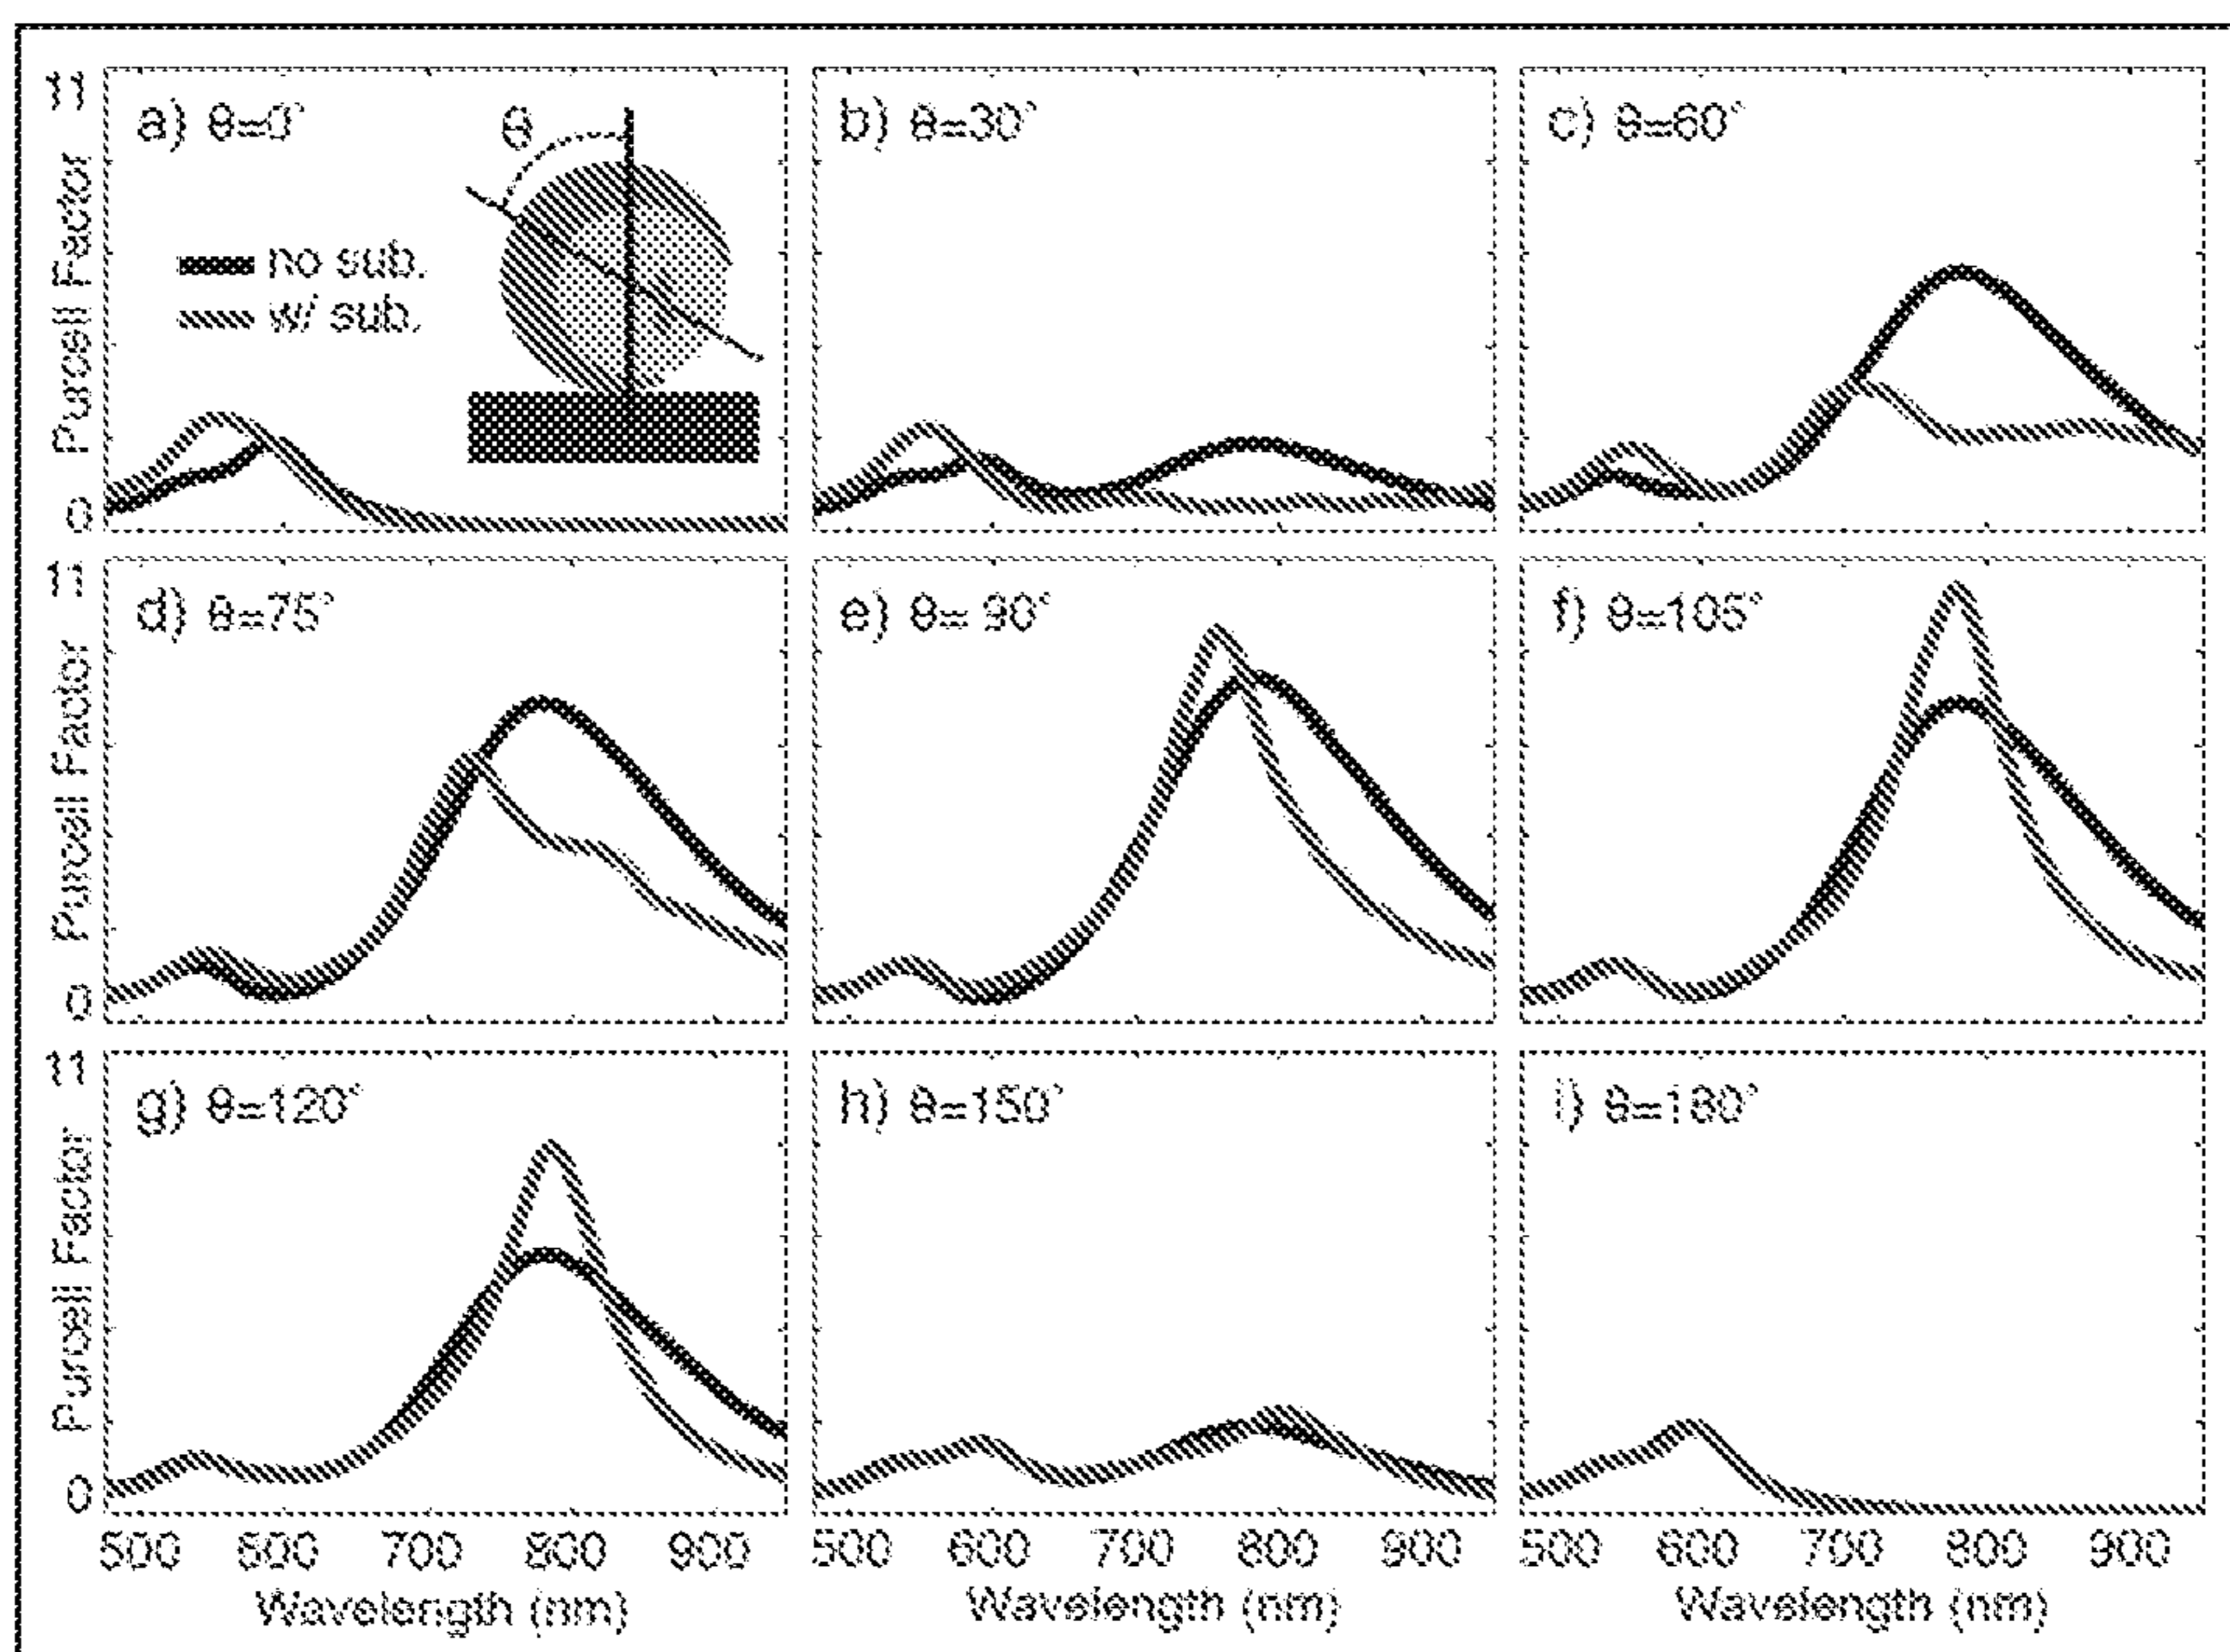 11
Purcell Factor
0
a) θ=0°
θ
no sub.
w/ sub.
b) θ=30°
c) θ=60°
11
Purcell Factor
0
d) θ=75°
e) θ= 90°
f) θ=105°
11
Purcell Factor
0
g) θ=120°
h) θ=150°
i) θ=180°
500 600 700 800 900
500 600 700 800 900
500 600 700 800 900
Wavelength (nm)
Wavelength (nm)
Wavelength (nm)